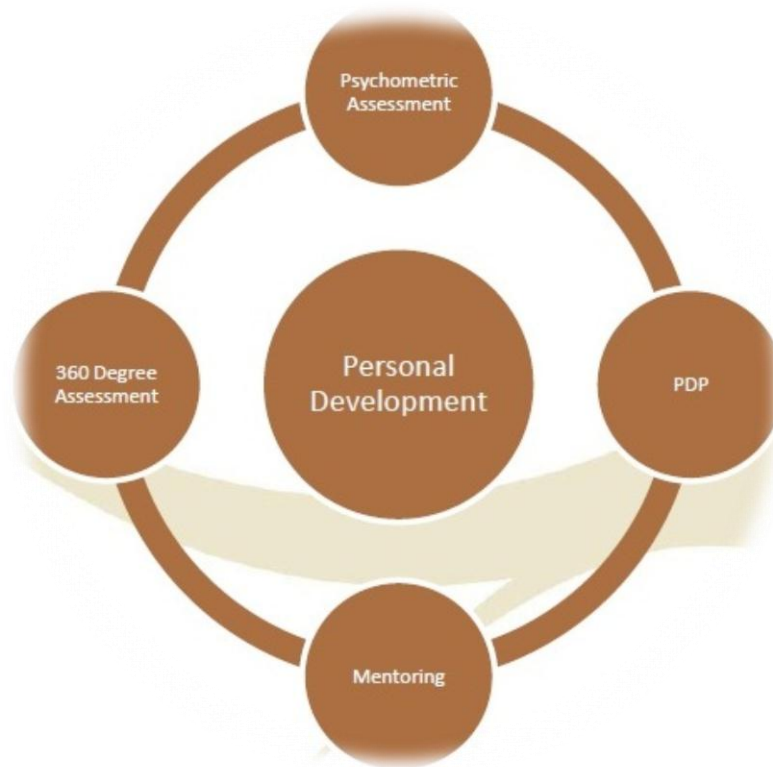 Psychometric
Assessment
360 Degree
Assessment
Personal
Development
PDP
Mentoring